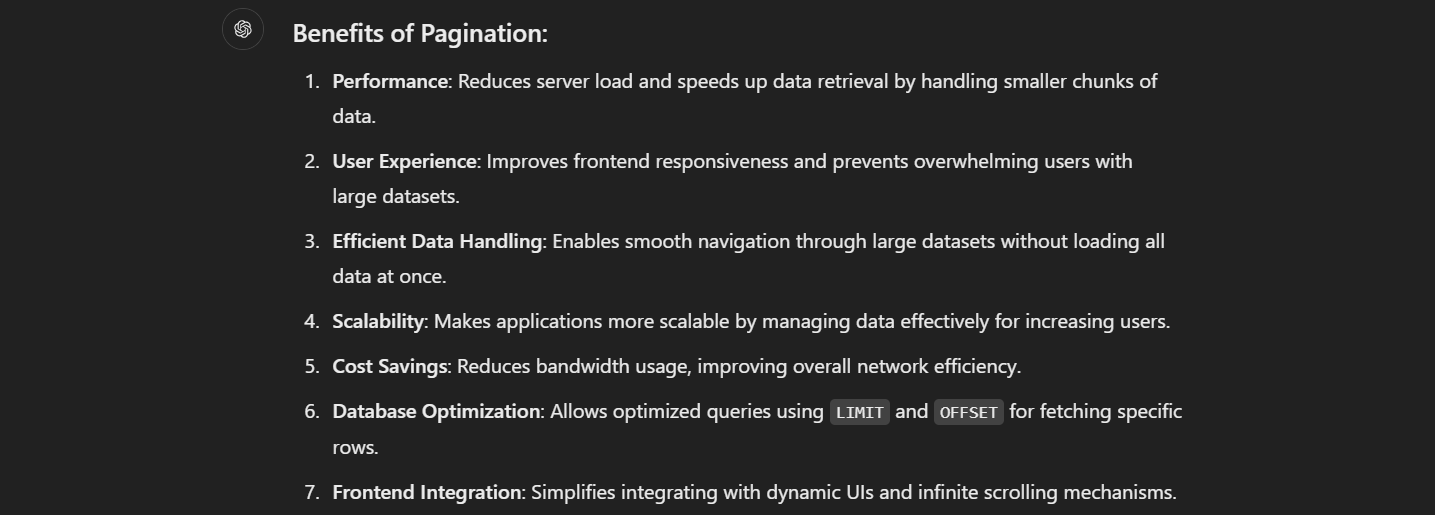 Benefits of Pagination:
1. Performance: Reduces server load and speeds up data retrieval by handling smaller chunks of
data.
2. User Experience: Improves frontend responsiveness and prevents overwhelming users with
large datasets.
3. Efficient Data Handling: Enables smooth navigation through large datasets without loading all
data at once.
4. Scalability: Makes applications more scalable by managing data effectively for increasing users.
5. Cost Savings: Reduces bandwidth usage, improving overall network efficiency.
6. Database Optimization: Allows optimized queries using LIMIT and OFFSET for fetching specific
rows.
7. Frontend Integration: Simplifies integrating with dynamic UIs and infinite scrolling mechanisms.